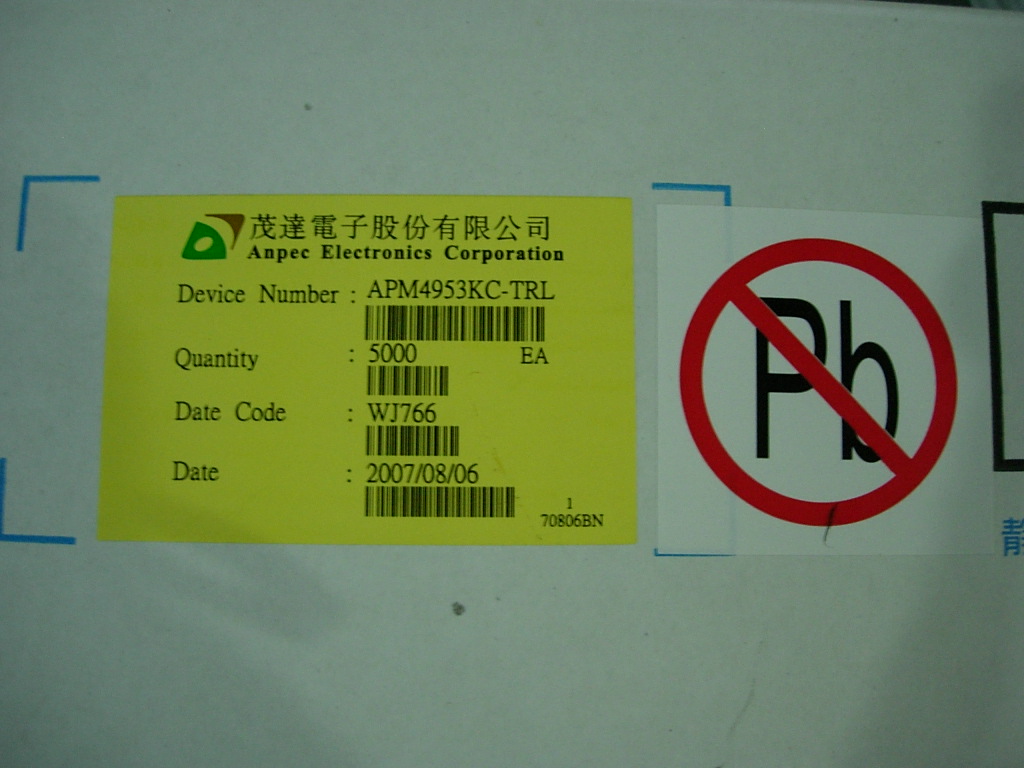 茂達電子股份有限公司
Anpec Electronics Corporation
Device Number : APM4953KC-TRL
Quantity : 5000 EA
Date Code : WJ766
Date : 2007/08/06
1
70806BN
Pb